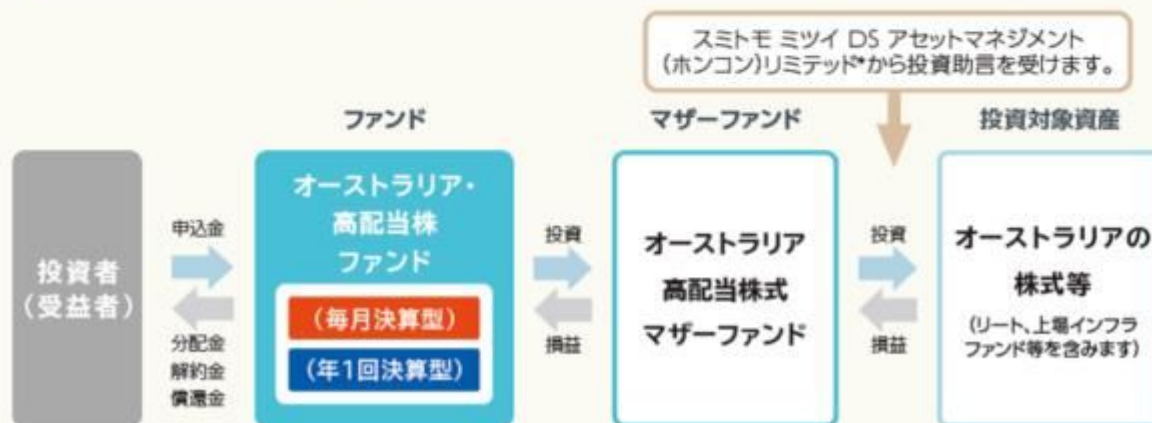 スミトモ ミツイ DS アセットマネジメント
(ホンコン)リミテッド*から投資助言を受けます。
ファンド
マザーファンド
投資対象資産
投資者
(受益者)
申込金
分配金
解約金
償還金
オーストラリア・
高配当株
ファンド
(毎月決算型)
(年1回決算型)
投資
損益
オーストラリア
高配当株式
マザーファンド
投資
損益
オーストラリアの
株式等
(リート、上場インフラ
ファンド等を含みます)